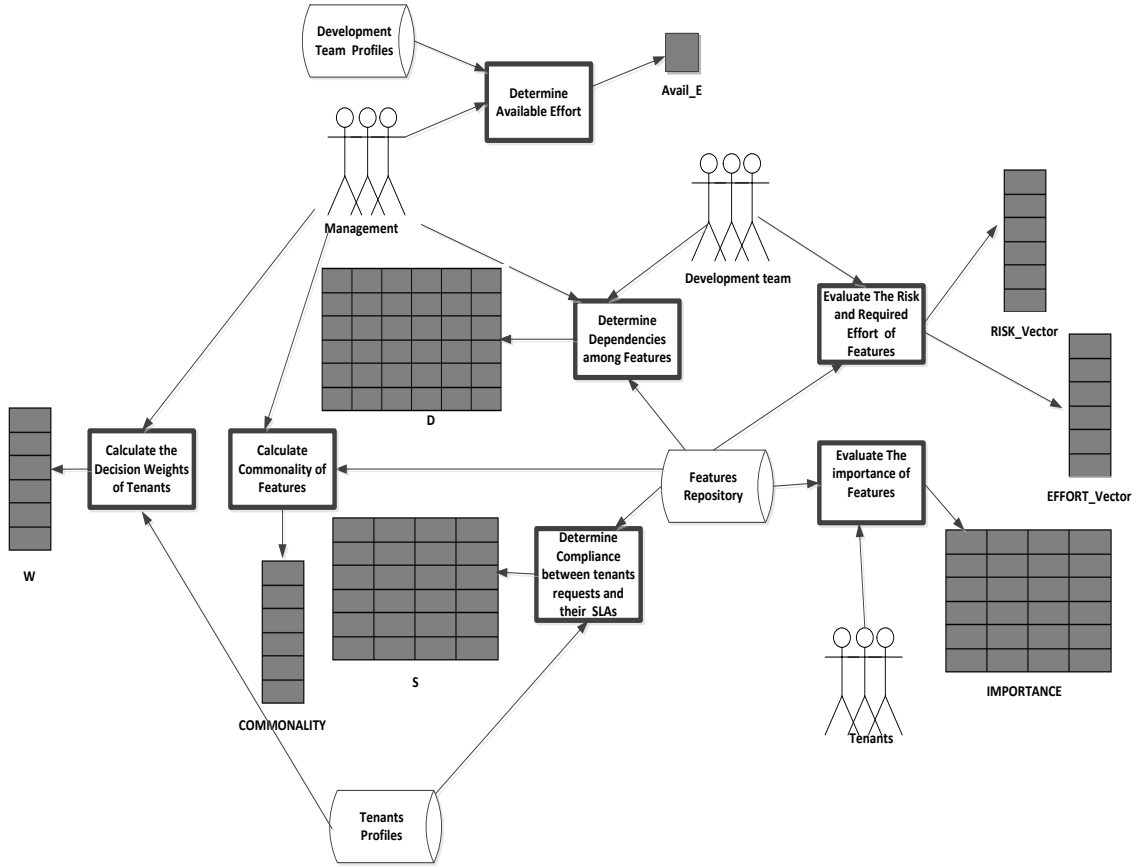 Development
Team Profiles
Determine
Available Effort
Avail_E
Management
Development team
RISK_Vector
Evaluate The Risk
and Required
Effort of
Features
Determine
Dependencies
among Features
D
EFFORT_Vector
Calculate the
Decision Weights
of Tenants
W
Calculate
Commonality of
Features
COMMONALITY
Features
Repository
Evaluate The
importance of
Features
IMPORTANCE
Determine
Compliance
between tenants
requests and
their SLAs
S
Tenants
Tenants
Profiles